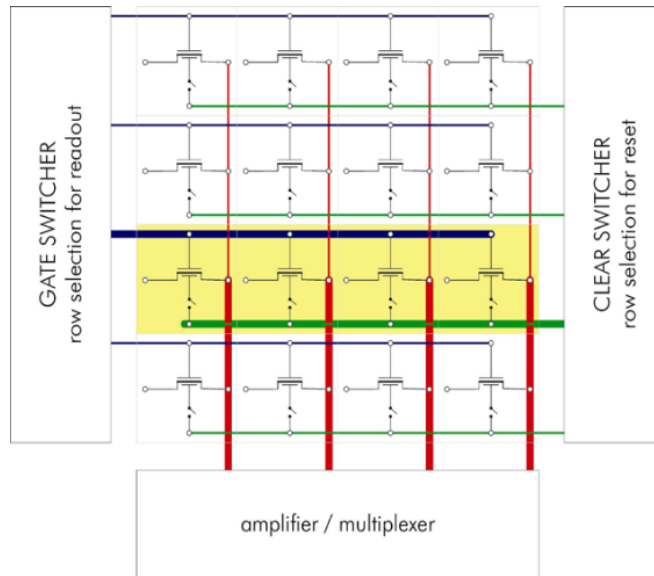 GATE SWITCHER
row selection for readout
CLEAR SWITCHER
row selection for reset
amplifier / multiplexer